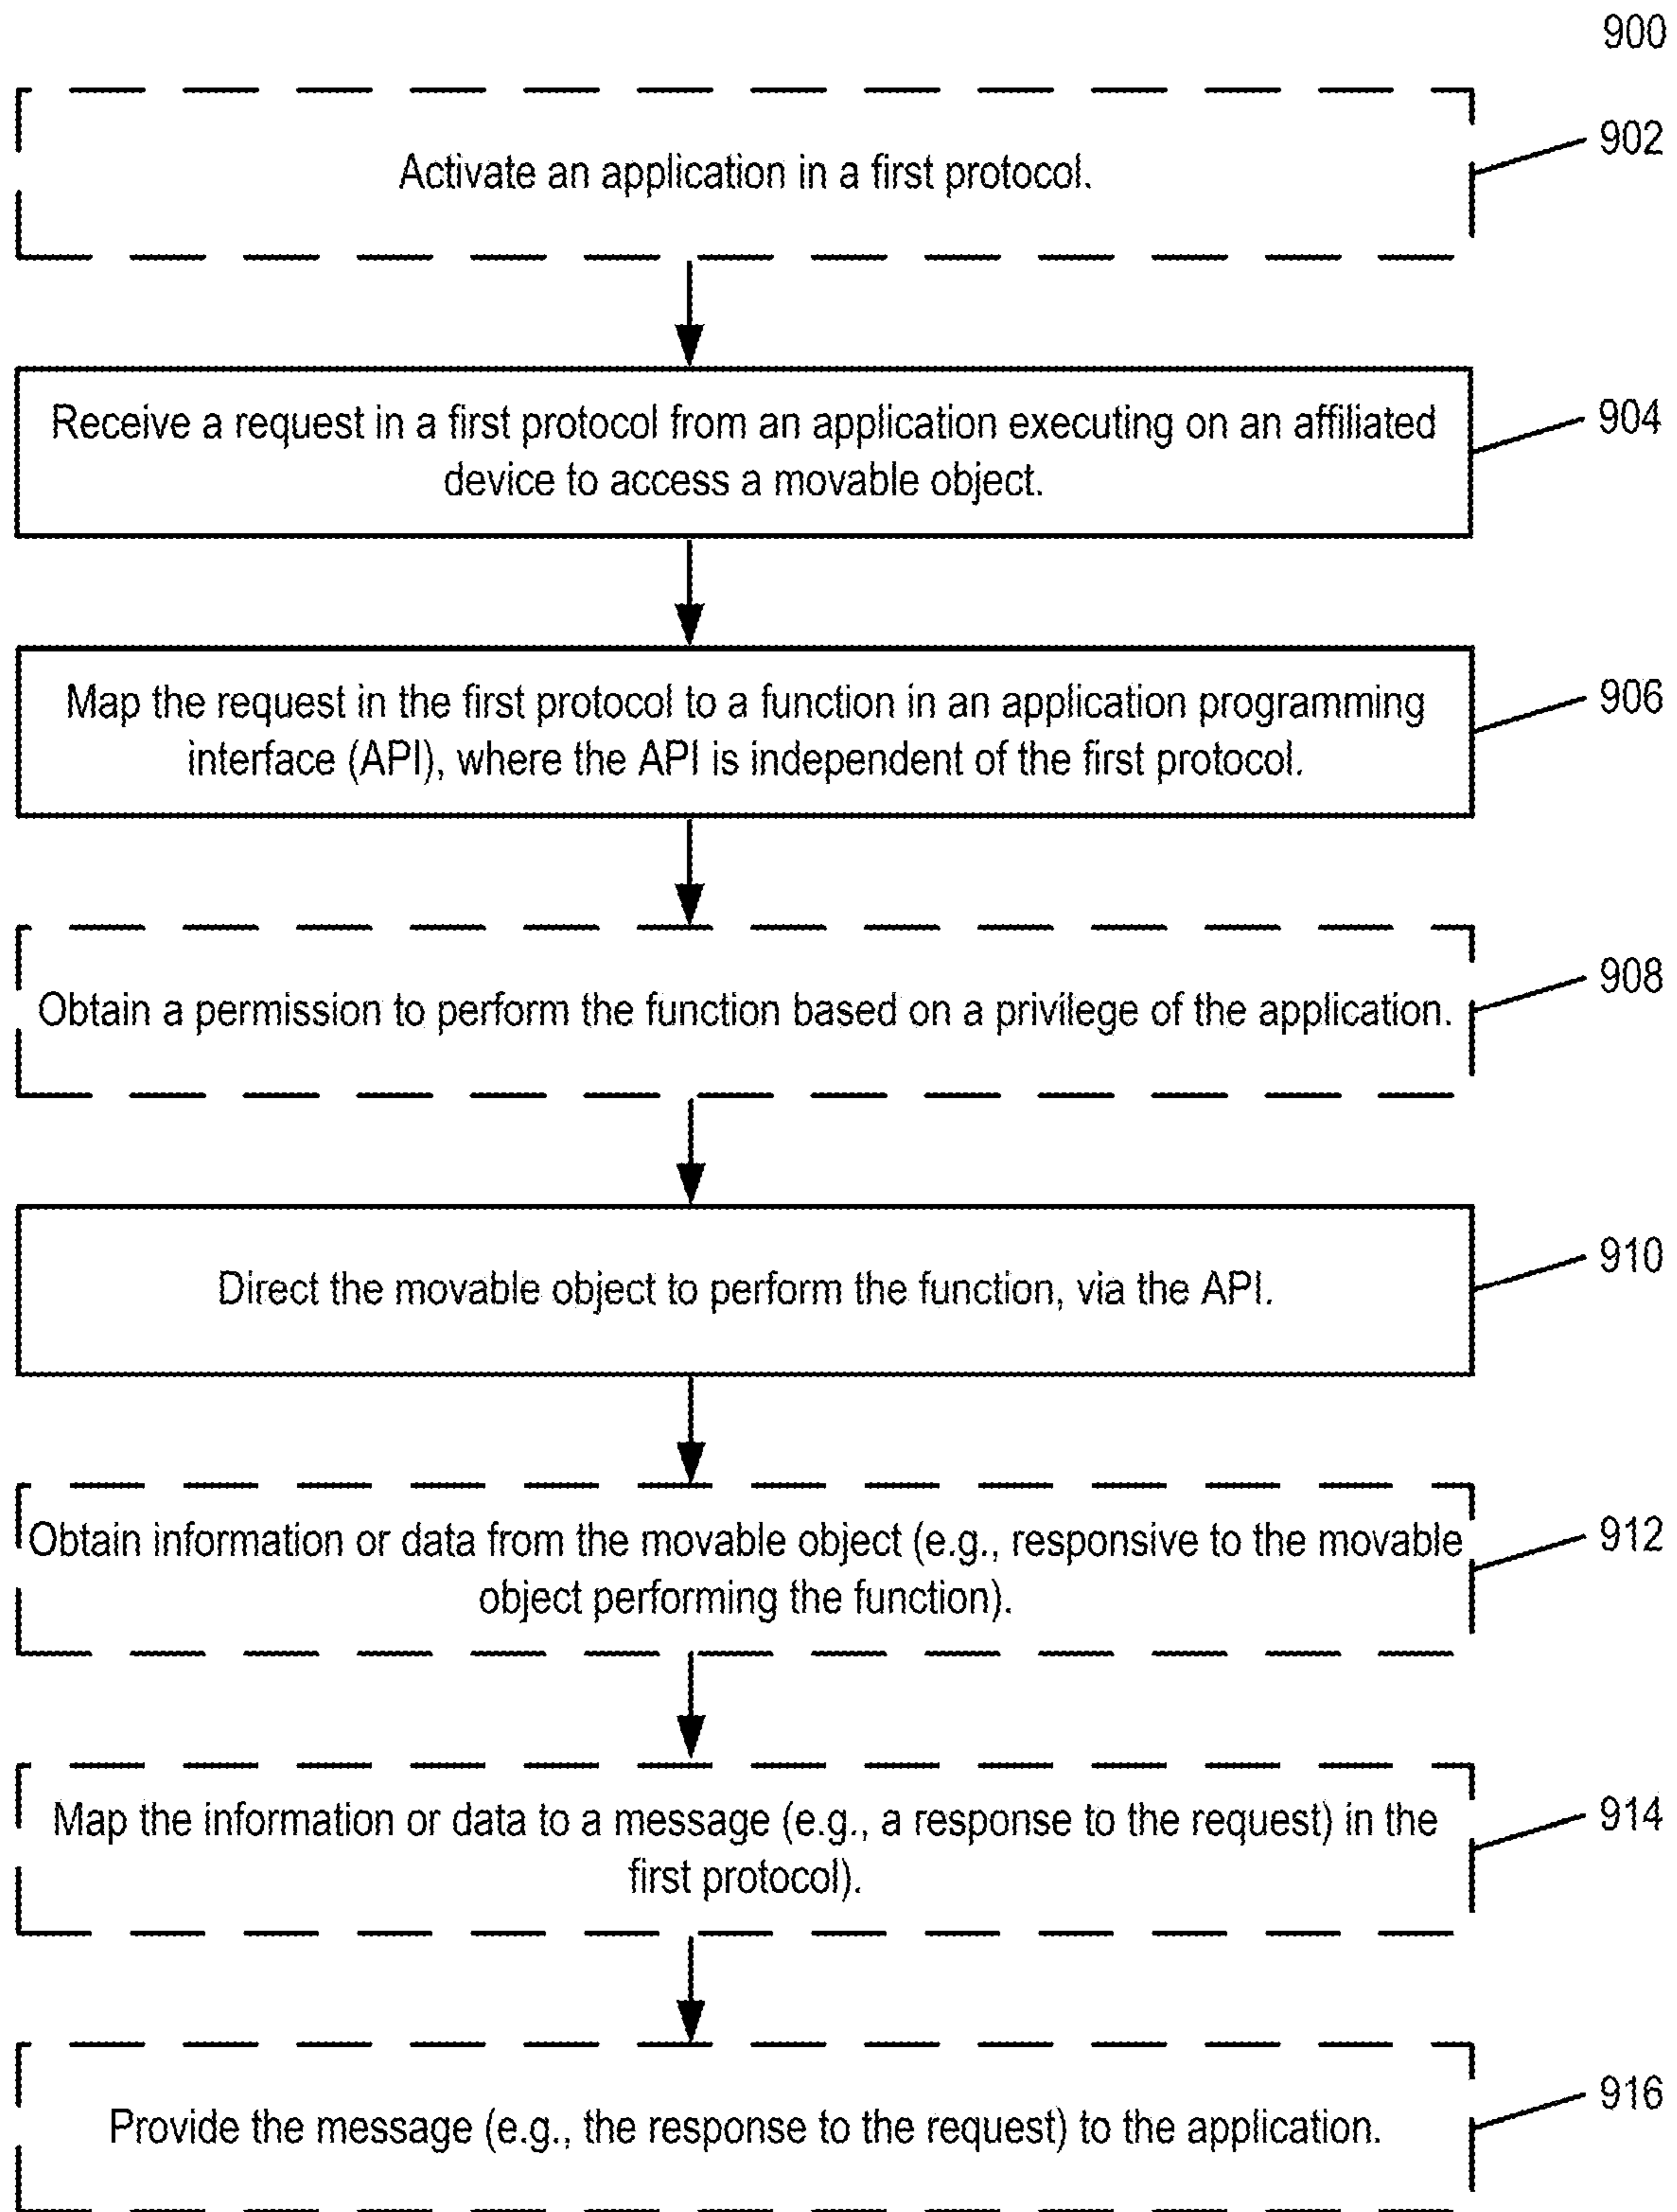 900
902
Activate an application in a first protocol.
904
Receive a request in a first protocol from an application executing on an affiliated
device to access a movable object.
906
Map the request in the first protocol to a function in an application programming
interface (API), where the API is independent of the first protocol.
908
Obtain a permission to perform the function based on a privilege of the application.
910
Direct the movable object to perform the function, via the API.
912
Obtain information or data from the movable object (e.g., responsive to the movable
object performing the function).
914
Map the information or data to a message (e.g., a response to the request) in the
first protocol).
916
Provide the message (e.g., the response to the request) to the application.